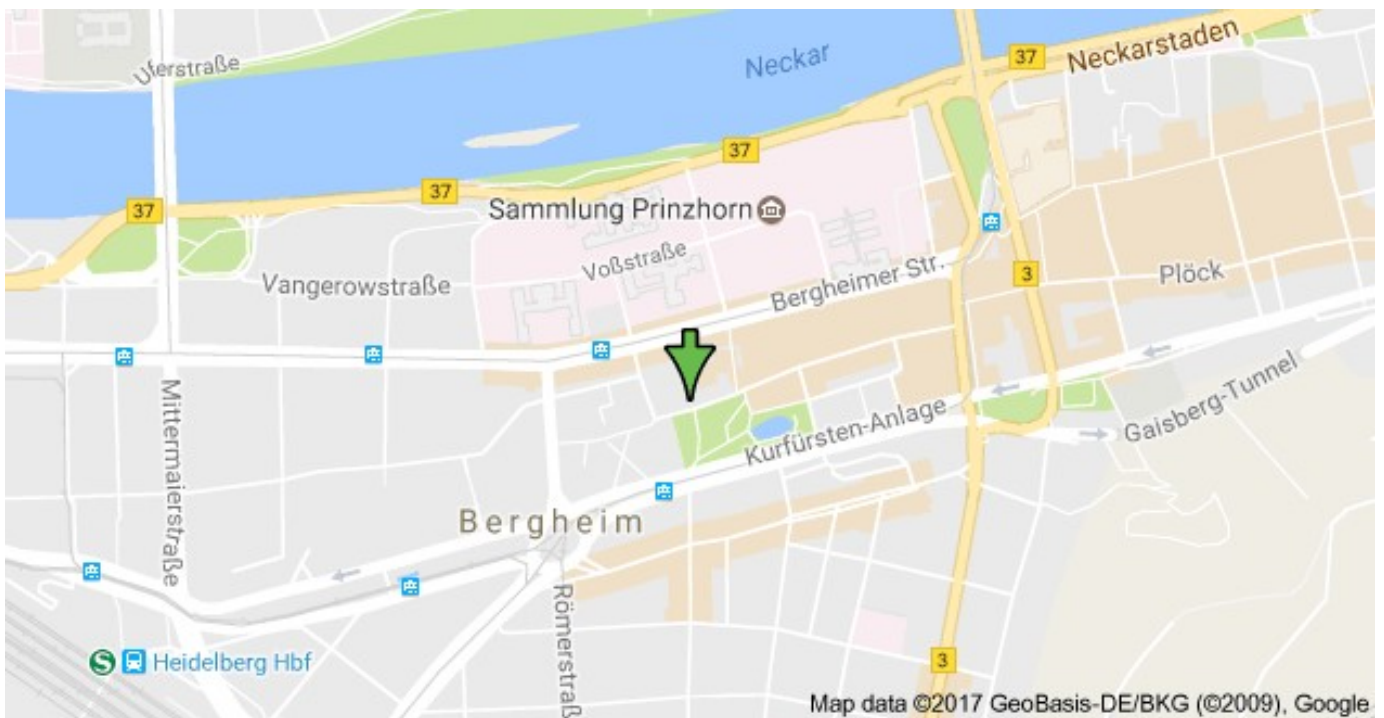 Neckarstaden
37
Neckar
Uferstraße
37
37
37
Sammlung Prinzhorn
Voßstraße
Vangerowstraße
Bergheimer Str.
3
Plöck
Mittermaierstraße
Kurfürsten-Anlage
Gaisberg-Tunnel
Bergheim
Römerstraß
S
Heidelberg Hbf
3
Map data ©2017 GeoBasis-DE/BKG (©2009), Google